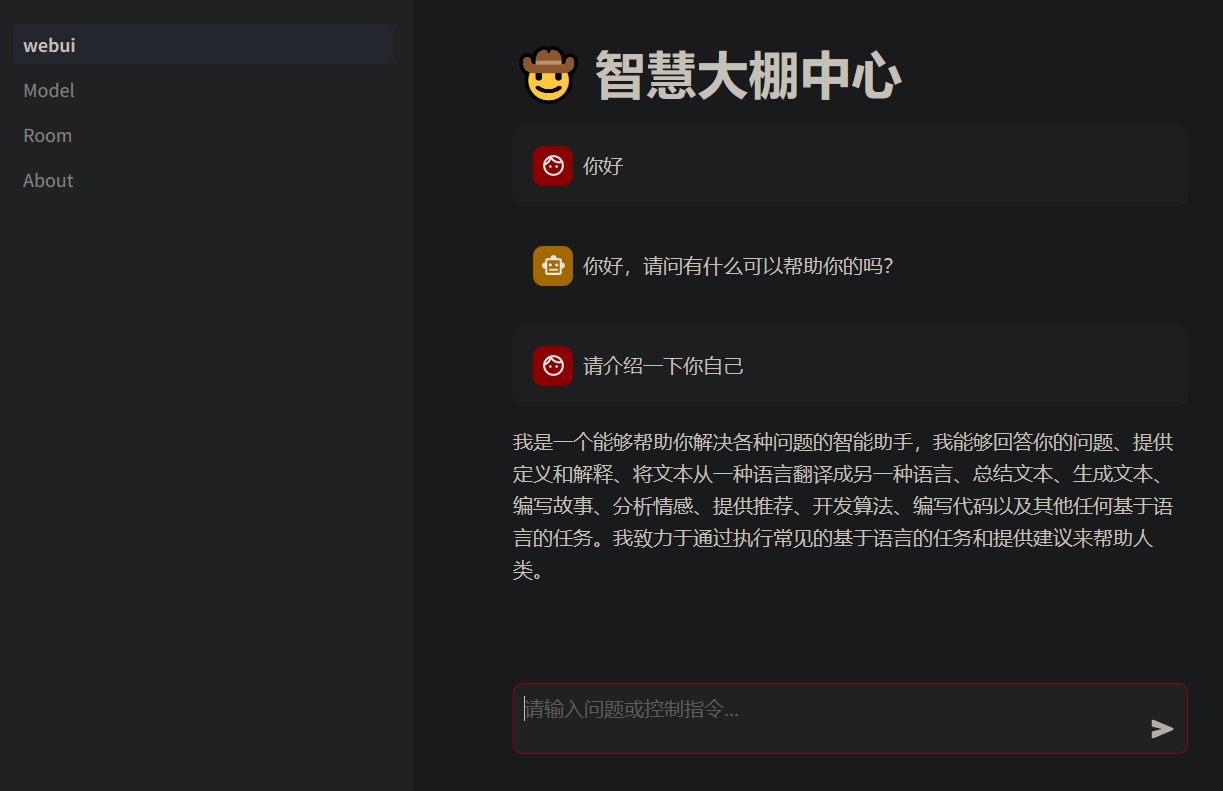 webui
Model
Room
About
智慧大棚中心
你好
你好，请问有什么可以帮助你的吗？
请介绍一下你自己
我是一个能够帮助你解决各种问题的智能助手，我能够回答你的问题、提供
定义和解释、将文本从一种语言翻译成另一种语言、总结文本、生成文本、
编写故事、分析情感、提供推荐、开发算法、编写代码以及其他任何基于语
言的任务。我致力于通过执行常见的基于语言的任务和提供建议来帮助人
类。
请输入问题或控制指令...